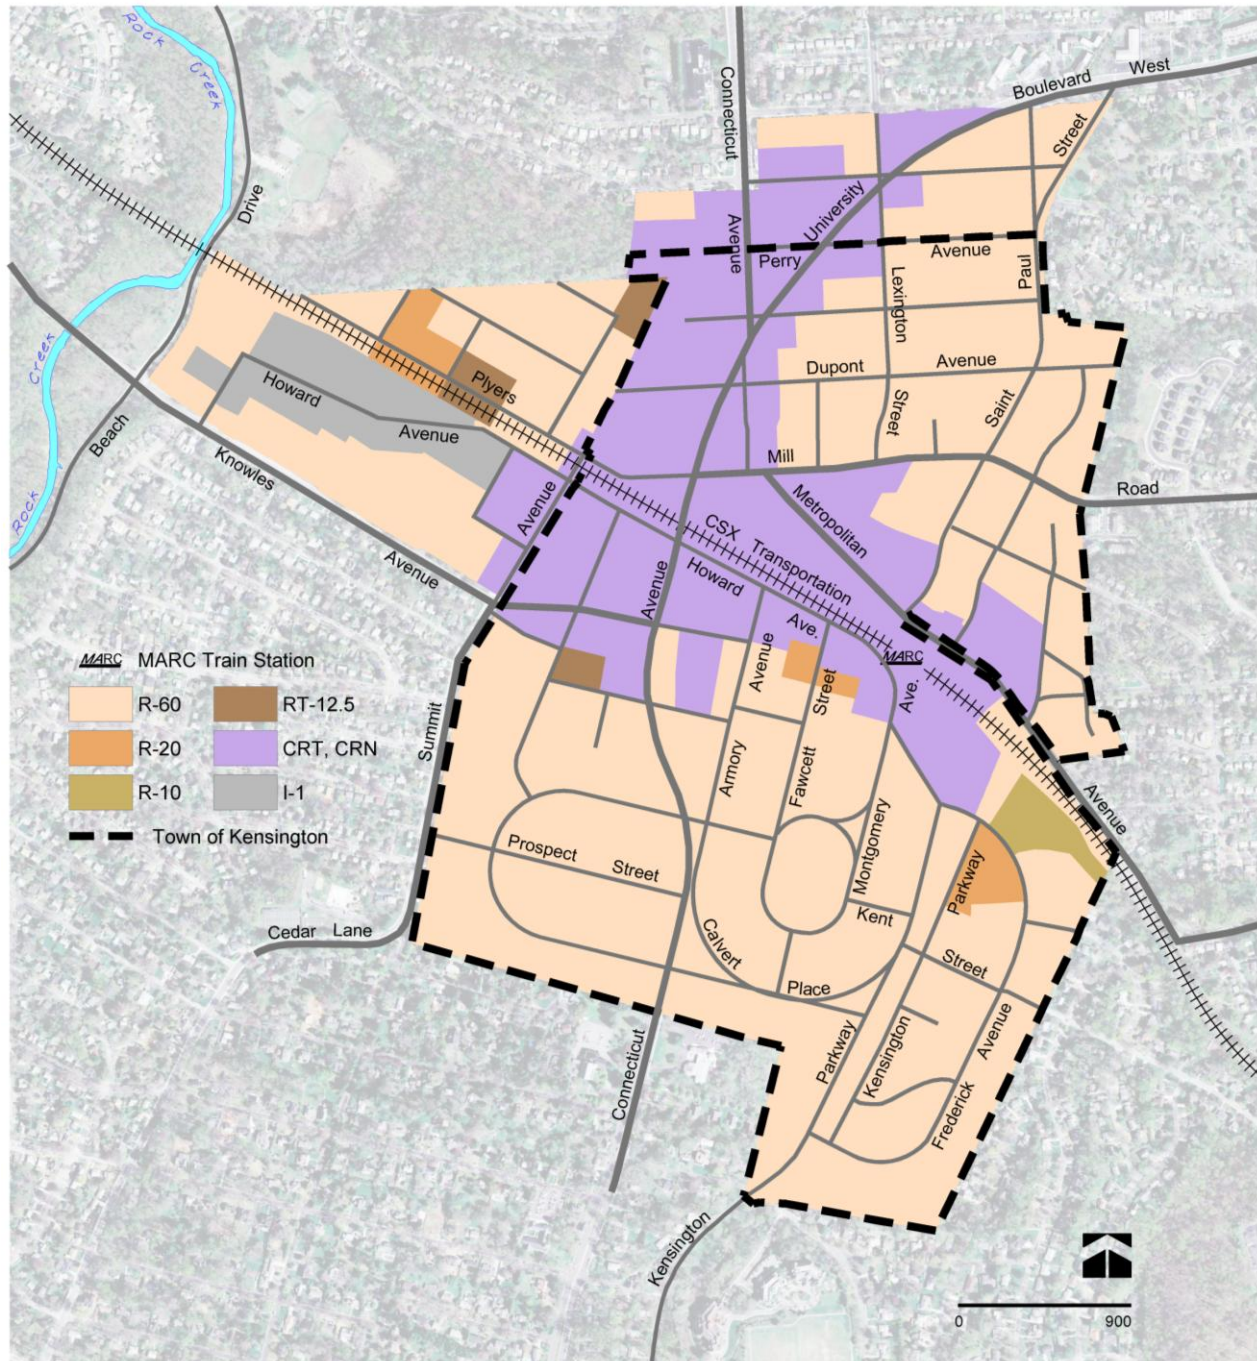 Rock
Creek
Connecticut
Boulevard West
Street
Drive
Avenue
University
Perry
Avenue
Paul
Lexington
Dupont Avenue
Creek
Plyers
Howard
Avenue
Street
Saint
Beach
Knowles
Mill
Road
Rock
Avenue
Metropolitan
CSX Transportation
Avenue
Howard
Ave.
Avenue
MARC MARC Train Station
MARC
Avenue
Street
Ave.
R-60
RT-12.5
Summit
R-20
CRT, CRN
Armory
Fawcett
R-10
I-1
Avenue
Town of Kensington
Prospect Street
Montgomery
Parkway
Kent
Cedar Lane
Calvert
Street
Place
Connecticut
Parkway
Kensington
Avenue
Frederick
Kensington
0 900